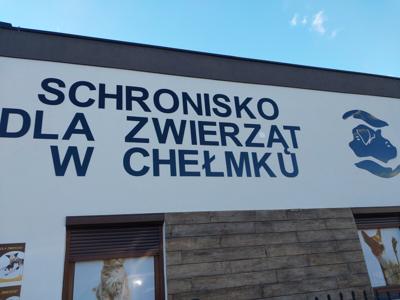 SCHRONISKO
DLA ZWIERZĄT
W CHEŁMKU